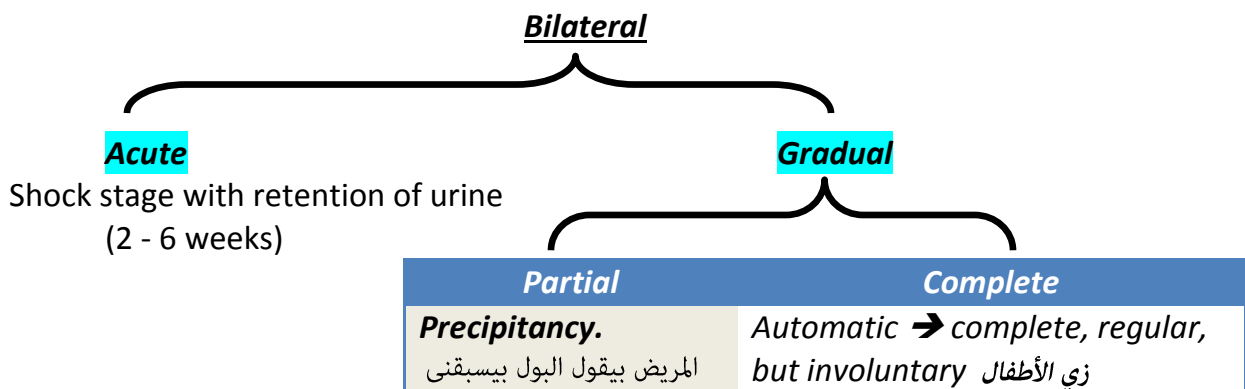 Bilateral
Acute
Gradual
Shock stage with retention of urine
(2 - 6 weeks)
Partial
Complete
Precipitancy.
المريض بيقول البول بيسبقنى
Automatic ➔ complete, regular,
but involuntary زي الأطفال